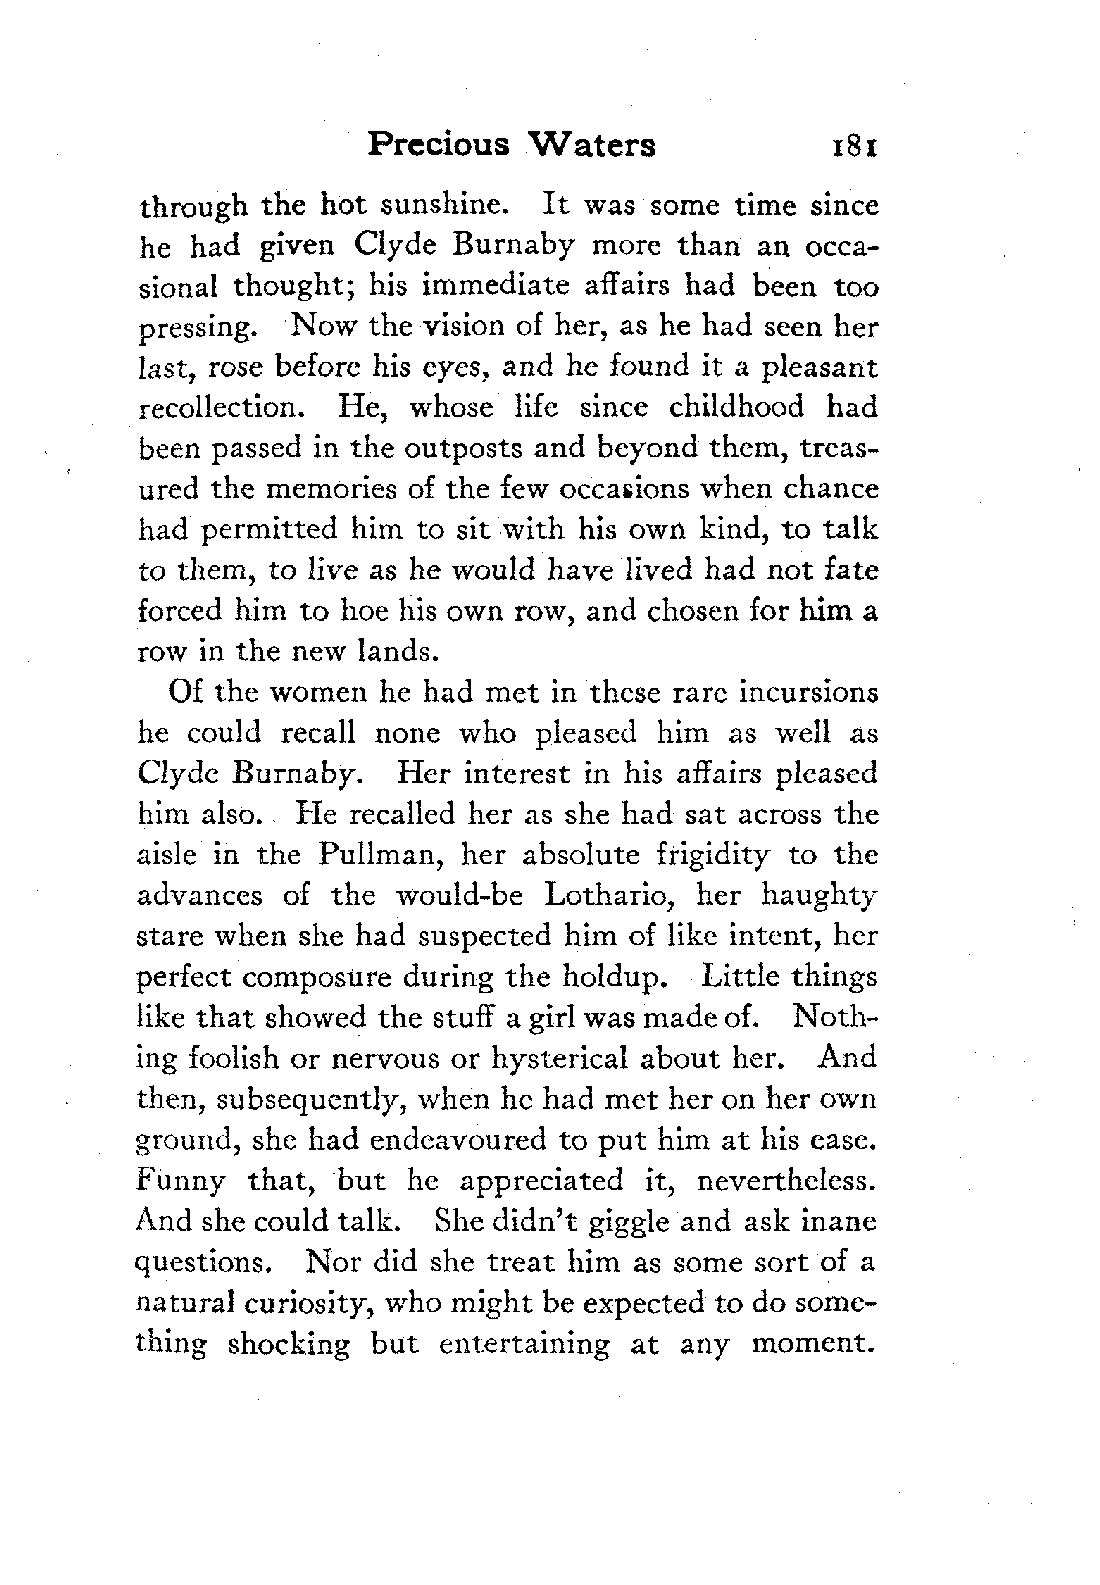 Precious Waters 181
through the hot sunshine. It was some time since
he had given Clyde Burnaby more than an occa-
sional thought; his immediate affairs had been too
pressing. Now the vision of her, as he had seen her
last, rose before his eyes, and he found it a pleasant
recollection. He, whose life since childhood had
been passed in the outposts and beyond them, treas-
ured the memories of the few occasions when chance
had permitted him to sit with his own kind, to talk
to them, to live as he would have lived had not fate
forced him to hoe his own row, and chosen for him a
row in the new lands.
Of the women he had met in these rare incursions
he could recall none who pleased him as well as
Clyde Burnaby. Her interest in his affairs pleased
him also. He recalled her as she had sat across the
aisle in the Pullman, her absolute frigidity to the
advances of the would-be Lothario, her haughty
stare when she had suspected him of like intent, her
perfect composure during the holdup. Little things
like that showed the stuff a girl was made of. Noth-
ing foolish or nervous or hysterical about her. And
then, subsequently, when he had met her on her own
ground, she had endeavoured to put him at his ease.
Funny that, but he appreciated it, nevertheless.
And she could talk. She didn't giggle and ask inane
questions. Nor did she treat him as some sort of a
natural curiosity, who might be expected to do some-
thing shocking but entertaining at any moment.